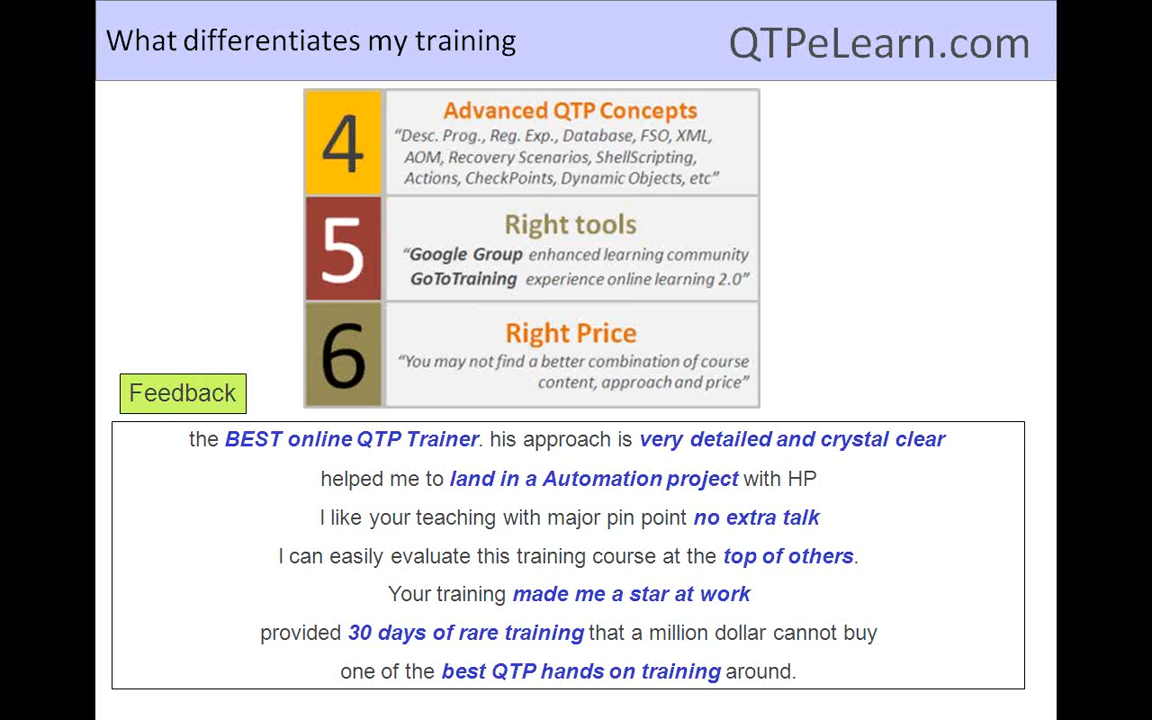 What differentiates my training
QTPeLearn.com
4
Advanced QTP Concepts
“Desc. Prog., Reg. Exp., Database, FSO, XML,
AOM, Recovery Scenarios, ShellScripting,
Actions, CheckPoints, Dynamic Objects, etc”
5
Right tools
“Google Group enhanced learning community
GoToTraining experience online learning 2.0”
6
Right Price
“You may not find a better combination of course
content, approach and price”
Feedback
the BEST online QTP Trainer. his approach is very detailed and crystal clear
helped me to land in a Automation project with HP
I like your teaching with major pin point no extra talk
I can easily evaluate this training course at the top of others.
Your training made me a star at work
provided 30 days of rare training that a million dollar cannot buy
one of the best QTP hands on training around.